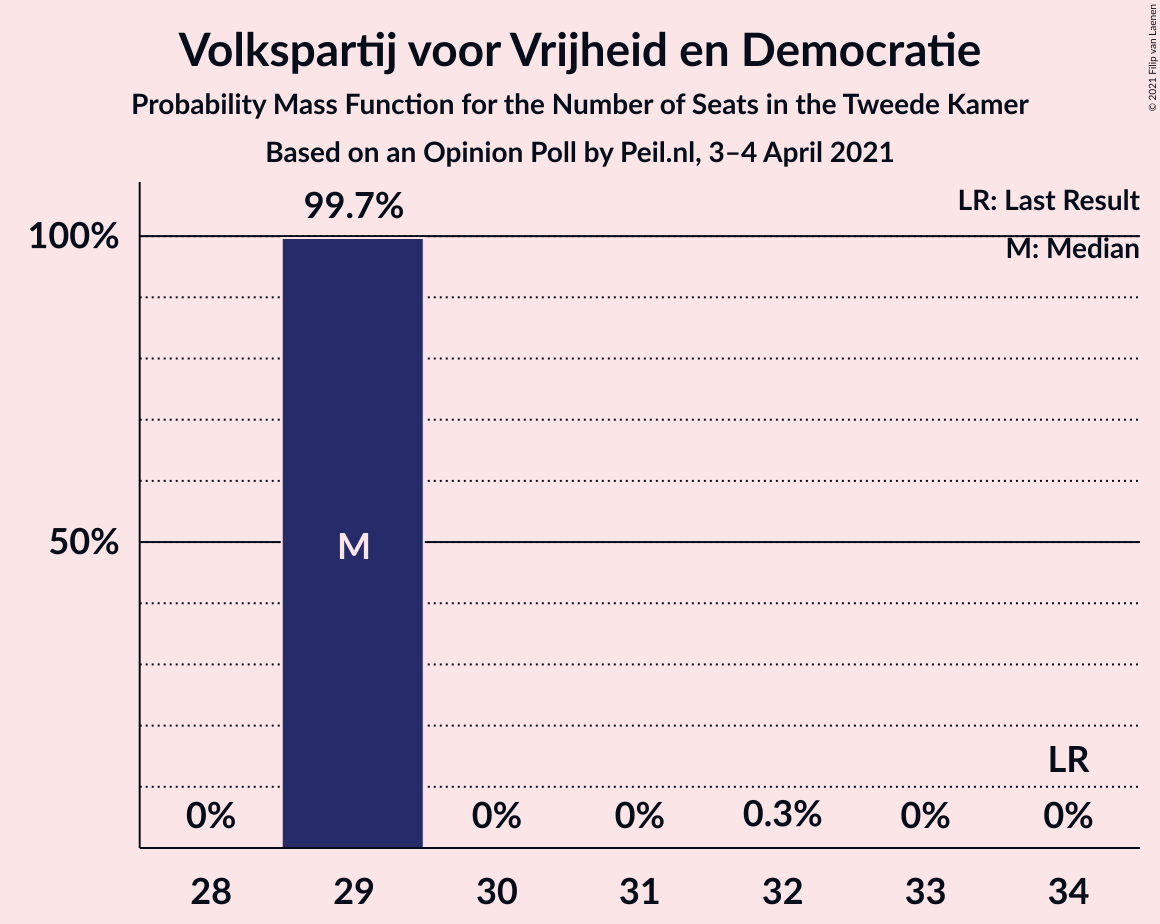 Volkspartij voor Vrijheid en Democratie
Probability Mass Function for the Number of Seats in the Tweede Kamer
Based on an Opinion Poll by Peil.nl, 3–4 April 2021
© 2021 Filip van Laenen
LR: Last Result
M: Median
99.7%
100%
50%
M
LR
0%
0%
0%
0.3%
0%
0%
28
29
30
31
32
33
34